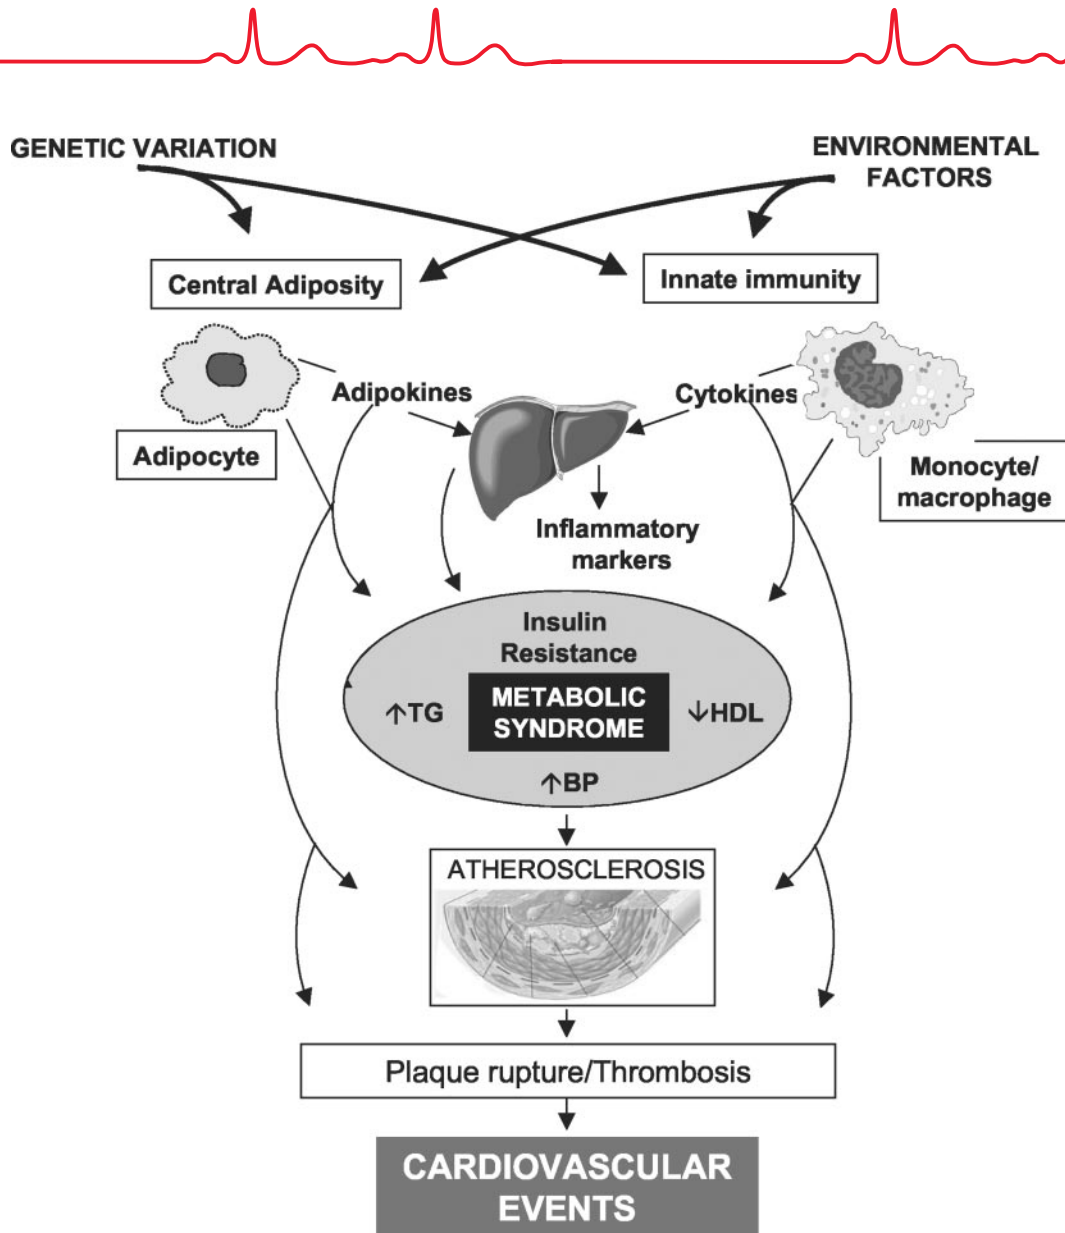 GENETIC VARIATION
ENVIRONMENTAL
FACTORS
Central Adiposity
Innate immunity
Adipokines
Cytokines
Adipocyte
Monocyte/
macrophage
Inflammatory
markers
Insulin
Resistance
↑TG
METABOLIC
SYNDROME
↓HDL
↑BP
ATHEROSCLEROSIS
Plaque rupture/Thrombosis
CARDIOVASCULAR
EVENTS